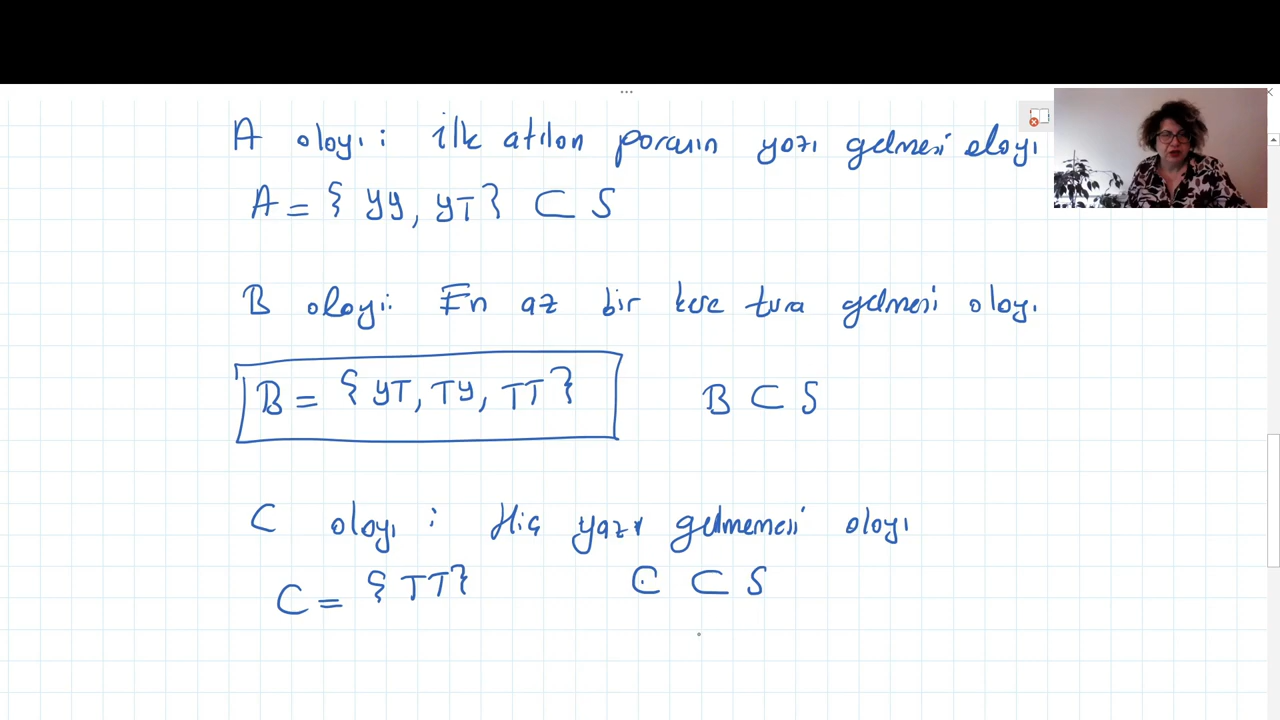 A olayı : ilk atılan paranın yazı gelmesi olayı
A = { YY, YT } ⊂ S
B olayı: En az bir kere tura gelmesi olayı.
B = { YT, TY, TT } B ⊂ S
C olayı : Hiç yazı gelmemesi olayı
C = { TT } C ⊂ S